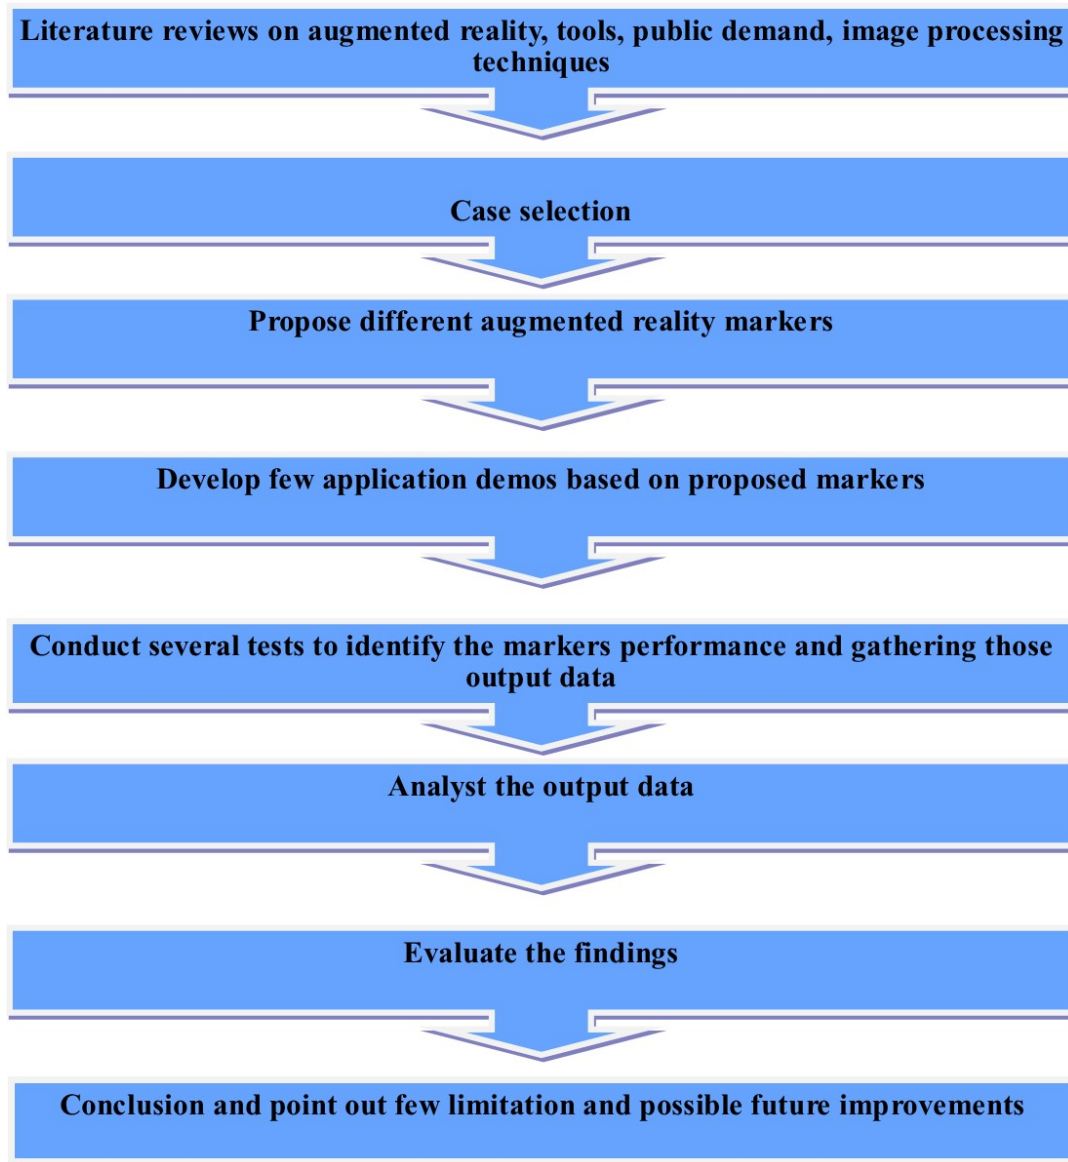 Literature reviews on augmented reality, tools, public demand, image processing
techniques
Case selection
Propose different augmented reality markers
Develop few application demos based on proposed markers
Conduct several tests to identify the markers performance and gathering those
output data
Analyst the output data
Evaluate the findings
Conclusion and point out few limitation and possible future improvements